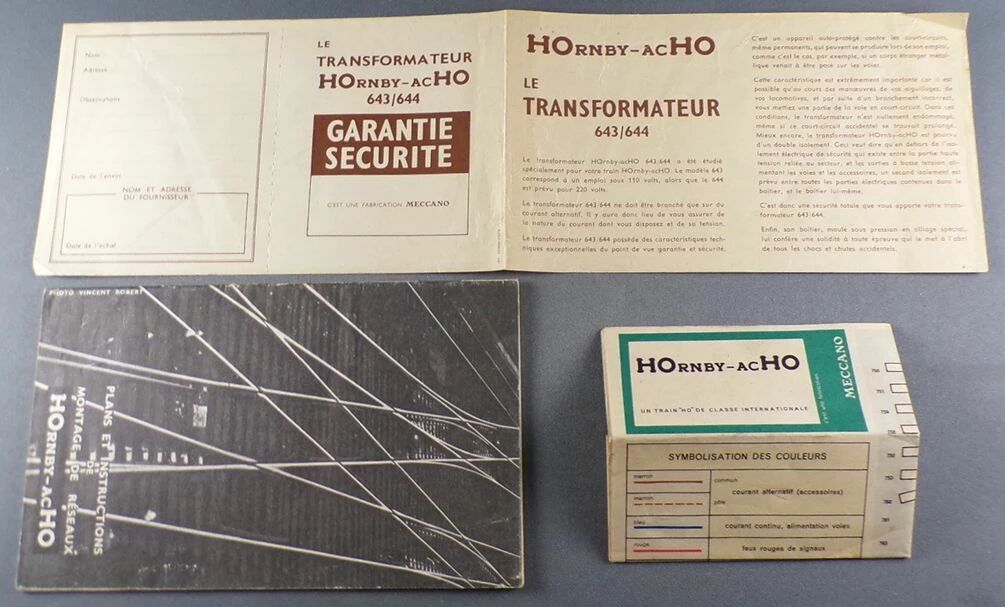 Nom
Adresse
Observations
Date de l'envoi
NOM ET ADRESSE
DU FOURNISSEUR
Date de l'achat
LE
TRANSFORMATEUR
HORNBY-ACHO
643/644
GARANTIE
SECURITE
C'EST UNE FABRICATION MECCANO
HORNBY-ACHO
LE
TRANSFORMATEUR
643/644
Le transformateur HOrnby-acHO 643/644 a été étudié
spécialement pour votre train HOrnby-acHO. Le modèle 643
correspond à un emploi sous 110 volts, alors que le 644
est prévu pour 220 volts.
Le transformateur 643/644 ne doit être branché que sur du
courant alternatif. Il y aura donc lieu de vous assurer de
la nature du courant dont vous disposez et de sa tension.
Le transformateur 643/644 possède des caractéristiques tech-
niques exceptionnelles du point de vue garantie et sécurité.
C'est un appareil auto-protégé contre les court-circuits,
même permanents, qui peuvent se produire lors de son emploi,
comme c'est le cas, par exemple, si un corps étranger métal-
lique venait à être posé sur les voies.
Cette caractéristique est extrêmement importante car il est
possible qu'au cours des manœuvres de vos aiguillages, de
vos locomotives, et par suite d'un branchement incorrect,
vous mettiez une partie de la voie en court-circuit. Dans ces
conditions, le transformateur n'est nullement endommagé,
même si ce court-circuit accidentel se trouvait prolongé.
Mieux encore, le transformateur HOrnby-acHO est pourvu
d'un double isolement. Ceci veut dire qu'en dehors de l'iso-
lement électrique de sécurité qui existe entre la partie haute
tension reliée au secteur, et les sorties à basse tension ali-
mentant les voies et les accessoires, un second isolement est
prévu entre toutes les parties électriques contenues dans le
boîtier, et le boîtier lui-même.
C'est donc une sécurité totale que vous apporte votre trans-
formateur 643/644.
Enfin, son boîtier, moulé sous pression en alliage spécial,
lui confère une solidité à toute épreuve qui le met à l'abri
de tous les chocs et chutes accidentels.
PHOTO VINCENT ROBERT
PLANS ET INSTRUCTIONS
DE
MONTAGE DE RÉSEAUX
HORNBY-ACHO
HORNBY-ACHO
UN TRAIN "HO" DE CLASSE INTERNATIONALE
c'est une fabrication
MECCANO
SYMBOLISATION DES COULEURS
marron
commun
courant alternatif (accessoires)
marron
pôle
bleu
courant continu, alimentation voies
rouge
feux rouges de signaux